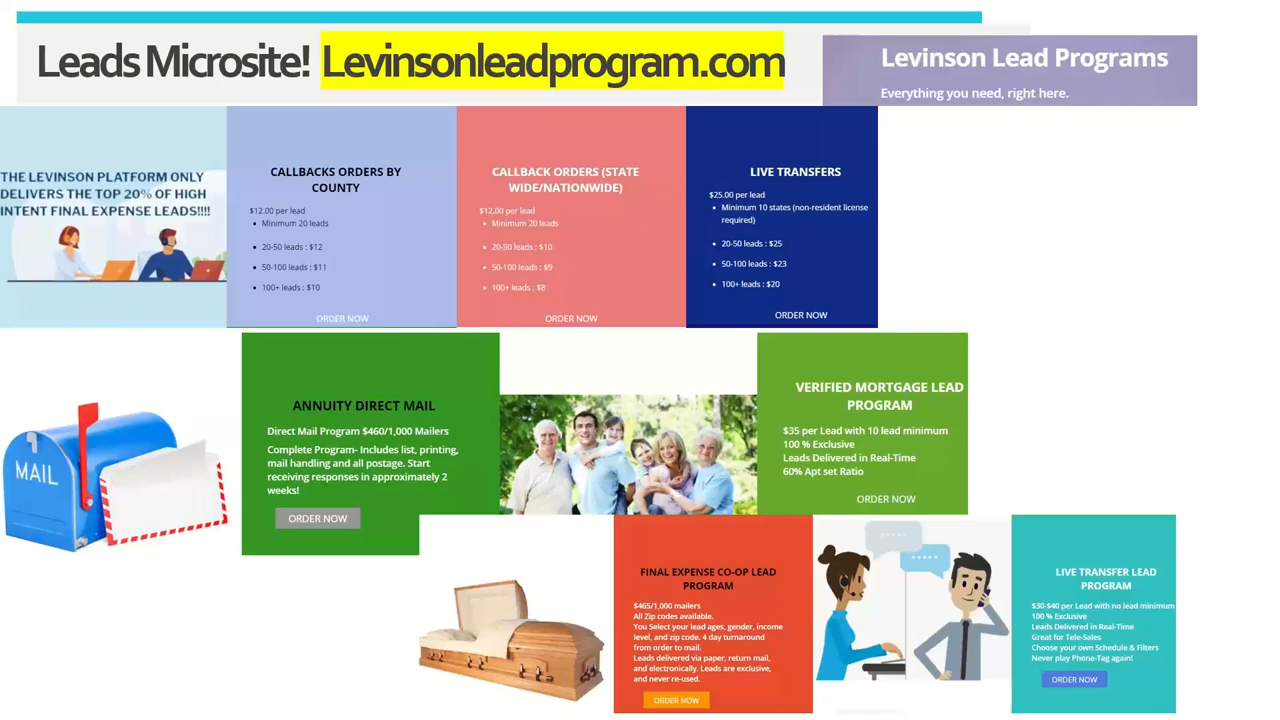 Leads Microsite! Levinsonleadprogram.com
Levinson Lead Programs
Everything you need, right here.
THE LEVINSON PLATFORM ONLY
DELIVERS THE TOP 20% OF HIGH
INTENT FINAL EXPENSE LEADS!!!!
CALLBACKS ORDERS BY
COUNTY
$12.00 per lead
• Minimum 20 leads
• 20-50 leads : $12
• 50-100 leads : $11
• 100+ leads : $10
ORDER NOW
CALLBACK ORDERS (STATE
WIDE/NATIONWIDE)
$12.00 per lead
• Minimum 20 leads
• 20-50 leads : $10
• 50-100 leads : $9
• 100+ leads : $8
ORDER NOW
LIVE TRANSFERS
$25.00 per lead
• Minimum 10 states (non-resident license
required)
• 20-50 leads : $25
• 50-100 leads : $23
• 100+ leads : $20
ORDER NOW
MAIL
ANNUITY DIRECT MAIL
Direct Mail Program $460/1,000 Mailers
Complete Program- Includes list, printing,
mail handling and all postage. Start
receiving responses in approximately 2
weeks!
ORDER NOW
VERIFIED MORTGAGE LEAD
PROGRAM
$35 per Lead with 10 lead minimum
100 % Exclusive
Leads Delivered in Real-Time
60% Apt set Ratio
ORDER NOW
FINAL EXPENSE CO-OP LEAD
PROGRAM
$465/1,000 mailers
All Zip codes available.
You Select your lead ages, gender, income
level, and zip code. 4 day turnaround
from order to mail.
Leads delivered via paper, return mail,
and electronically. Leads are exclusive,
and never re-used.
ORDER NOW
LIVE TRANSFER LEAD
PROGRAM
$30-$40 per Lead with no lead minimum
100 % Exclusive
Leads Delivered in Real-Time
Great for Tele-Sales
Choose your own Schedule & Filters
Never play Phone-Tag again!
ORDER NOW